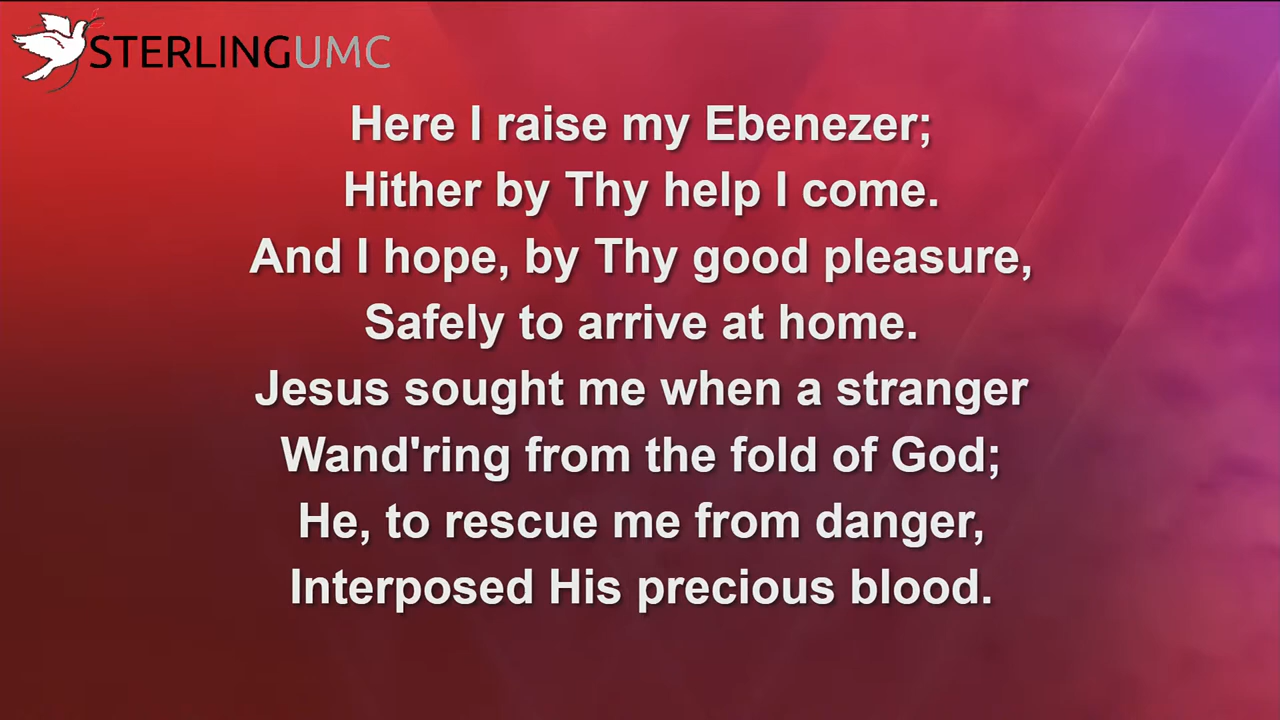 STERLINGUMC
Here I raise my Ebenezer;
Hither by Thy help I come.
And I hope, by Thy good pleasure,
Safely to arrive at home.
Jesus sought me when a stranger
Wand'ring from the fold of God;
He, to rescue me from danger,
Interposed His precious blood.